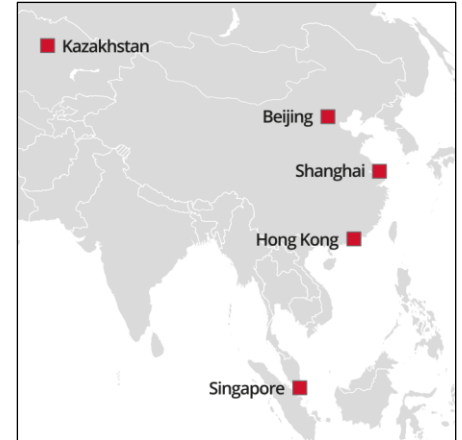 Kazakhstan
Beijing
Shanghai
Hong Kong
Singapore